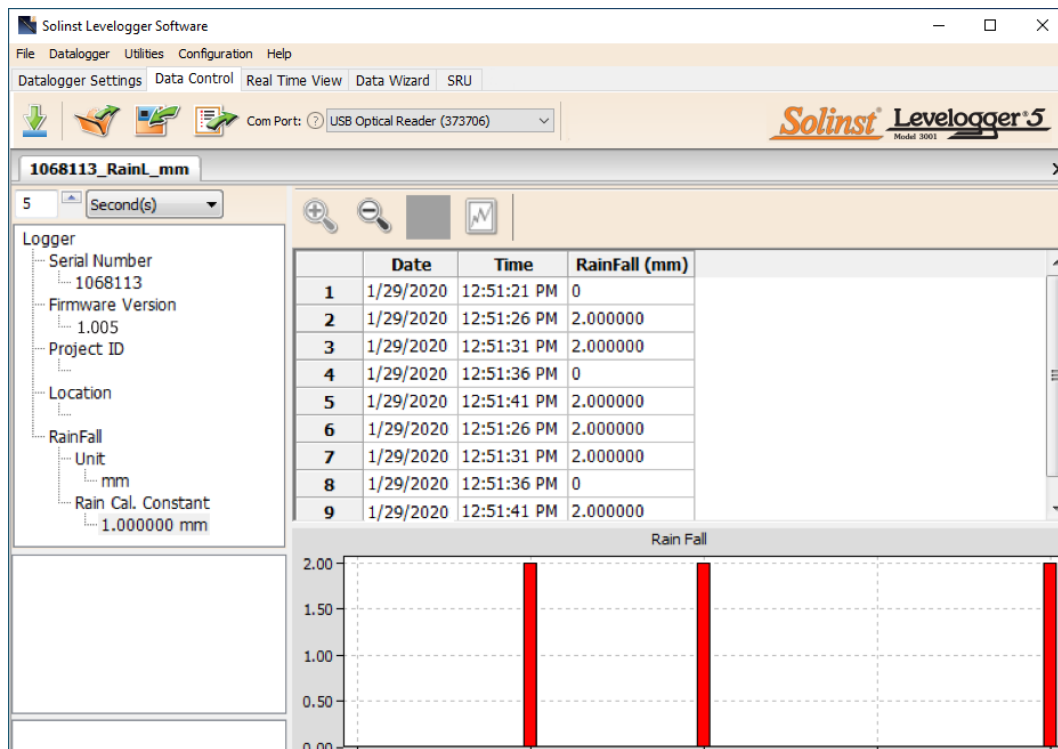 Solinst Levelogger Software
File Datalogger Utilities Configuration Help
Datalogger Settings Data Control Real Time View Data Wizard SRU
Com Port: ? USB Optical Reader (373706)
Solinst® Levelogger®5
Model 3001
1068113_RainL_mm
5 Second(s)
Logger
Serial Number
1068113
Firmware Version
1.005
Project ID
Location
RainFall
Unit
mm
Rain Cal. Constant
1.000000 mm
Date Time RainFall (mm)
1 1/29/2020 12:51:21 PM 0
2 1/29/2020 12:51:26 PM 2.000000
3 1/29/2020 12:51:31 PM 2.000000
4 1/29/2020 12:51:36 PM 0
5 1/29/2020 12:51:41 PM 2.000000
6 1/29/2020 12:51:26 PM 2.000000
7 1/29/2020 12:51:31 PM 2.000000
8 1/29/2020 12:51:36 PM 0
9 1/29/2020 12:51:41 PM 2.000000
Rain Fall
2.00
1.50
1.00
0.50
0.00